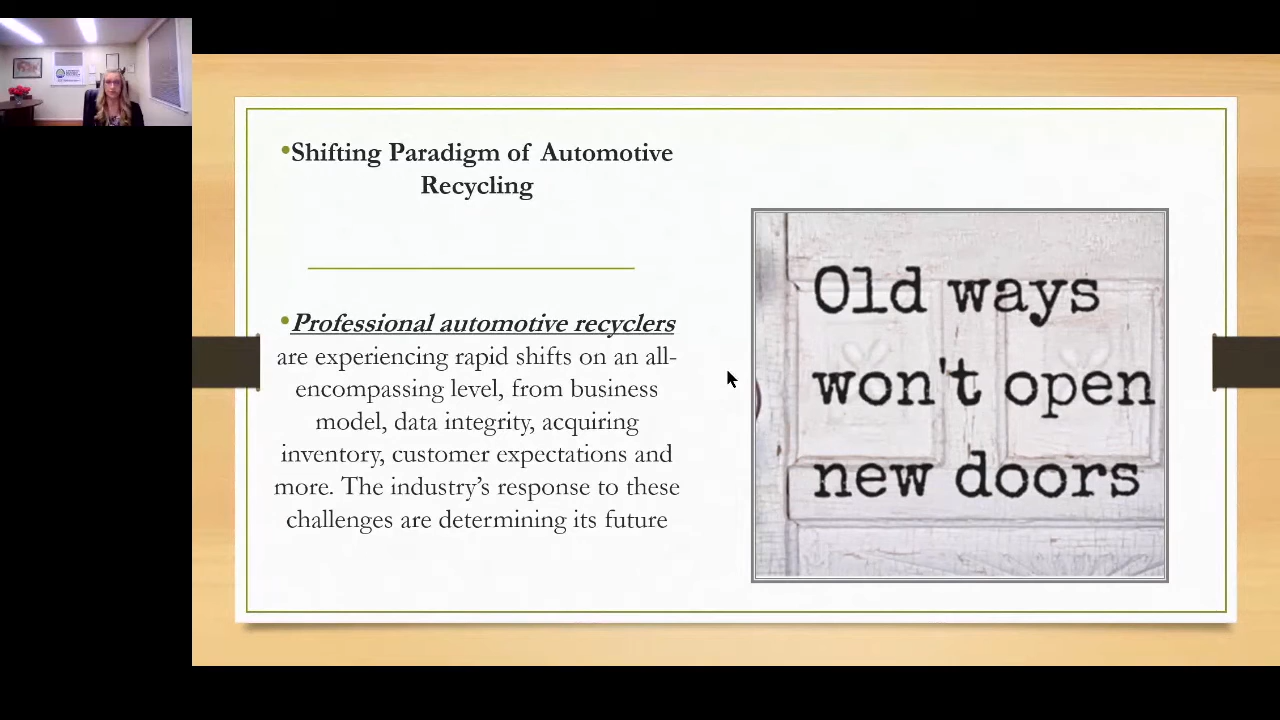 •Shifting Paradigm of Automotive
Recycling
•Professional automotive recyclers
are experiencing rapid shifts on an all-
encompassing level, from business
model, data integrity, acquiring
inventory, customer expectations and
more. The industry’s response to these
challenges are determining its future
Old ways
won't open
new doors